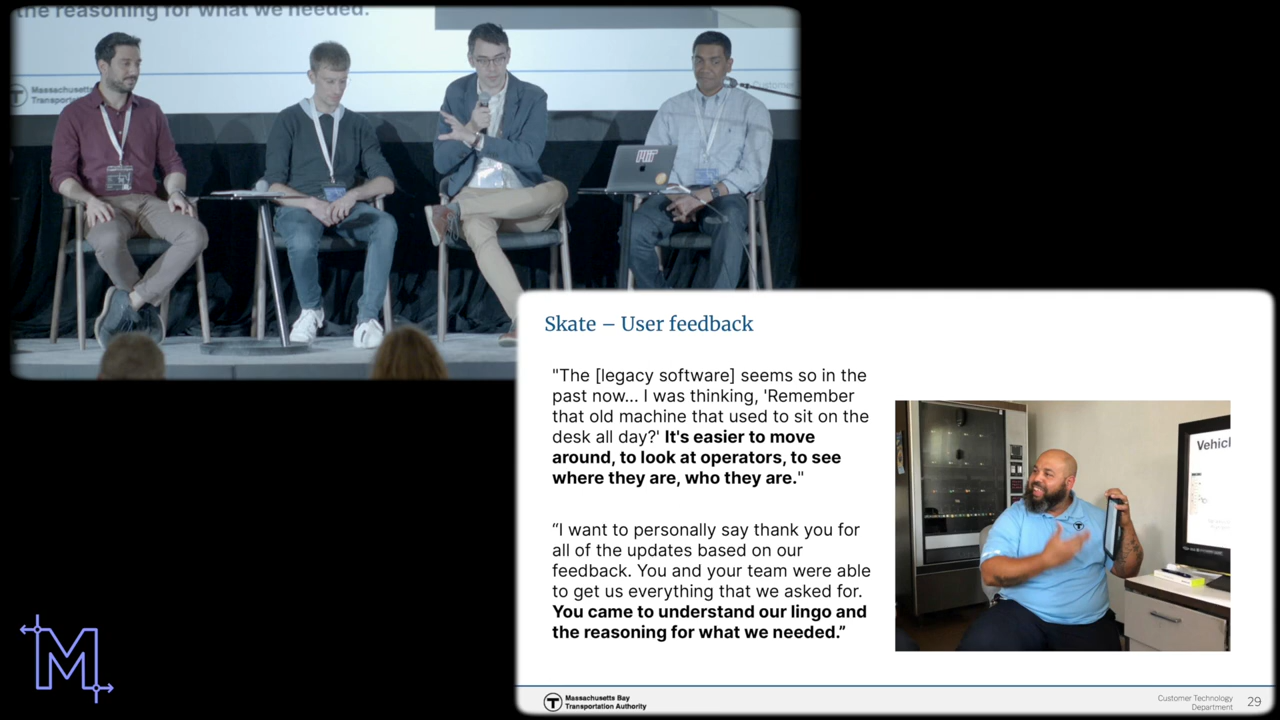 the reasoning for what we needed."
Massachusetts
Transportation
Customer
MIT
Skate – User feedback
"The [legacy software] seems so in the
past now... I was thinking, 'Remember
that old machine that used to sit on the
desk all day?' It's easier to move
around, to look at operators, to see
where they are, who they are."
“I want to personally say thank you for
all of the updates based on our
feedback. You and your team were able
to get us everything that we asked for.
You came to understand our lingo and
the reasoning for what we needed.”
Vehicl
T
M
T
Massachusetts Bay
Transportation Authority
Customer Technology
Department
29